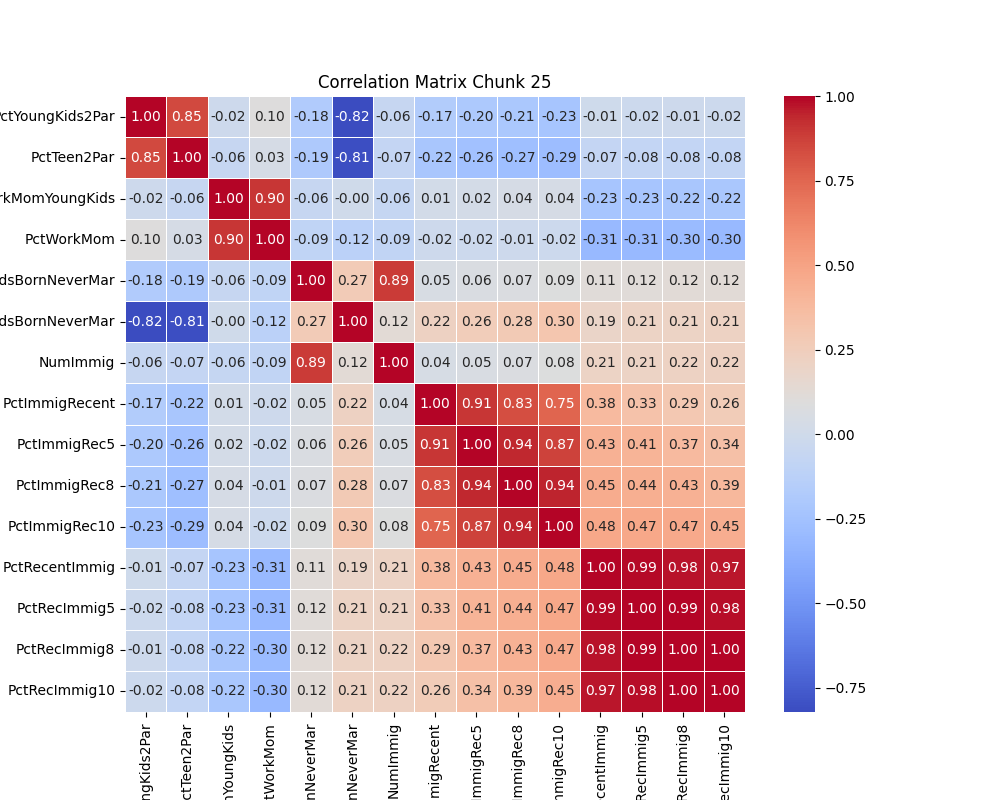 Correlation Matrix Chunk 25
ctYoungKids2Par 1.00 0.85 -0.02 0.10 -0.18 -0.82 -0.06 -0.17 -0.20 -0.21 -0.23 -0.01 -0.02 -0.01 -0.02
PctTeen2Par 0.85 1.00 -0.06 0.03 -0.19 -0.81 -0.07 -0.22 -0.26 -0.27 -0.29 -0.07 -0.08 -0.08 -0.08
rkMomYoungKids -0.02 -0.06 1.00 0.90 -0.06 -0.00 -0.06 0.01 0.02 0.04 0.04 -0.23 -0.23 -0.22 -0.22
PctWorkMom 0.10 0.03 0.90 1.00 -0.09 -0.12 -0.09 -0.02 -0.02 -0.01 -0.02 -0.31 -0.31 -0.30 -0.30
dsBornNeverMar -0.18 -0.19 -0.06 -0.09 1.00 0.27 0.89 0.05 0.06 0.07 0.09 0.11 0.12 0.12 0.12
dsBornNeverMar -0.82 -0.81 -0.00 -0.12 0.27 1.00 0.12 0.22 0.26 0.28 0.30 0.19 0.21 0.21 0.21
NumImmig -0.06 -0.07 -0.06 -0.09 0.89 0.12 1.00 0.04 0.05 0.07 0.08 0.21 0.21 0.22 0.22
PctImmigRecent -0.17 -0.22 0.01 -0.02 0.05 0.22 0.04 1.00 0.91 0.83 0.75 0.38 0.33 0.29 0.26
PctImmigRec5 -0.20 -0.26 0.02 -0.02 0.06 0.26 0.05 0.91 1.00 0.94 0.87 0.43 0.41 0.37 0.34
PctImmigRec8 -0.21 -0.27 0.04 -0.01 0.07 0.28 0.07 0.83 0.94 1.00 0.94 0.45 0.44 0.43 0.39
PctImmigRec10 -0.23 -0.29 0.04 -0.02 0.09 0.30 0.08 0.75 0.87 0.94 1.00 0.48 0.47 0.47 0.45
PctRecentImmig -0.01 -0.07 -0.23 -0.31 0.11 0.19 0.21 0.38 0.43 0.45 0.48 1.00 0.99 0.98 0.97
PctRecImmig5 -0.02 -0.08 -0.23 -0.31 0.12 0.21 0.21 0.33 0.41 0.44 0.47 0.99 1.00 0.99 0.98
PctRecImmig8 -0.01 -0.08 -0.22 -0.30 0.12 0.21 0.22 0.29 0.37 0.43 0.47 0.98 0.99 1.00 1.00
PctRecImmig10 -0.02 -0.08 -0.22 -0.30 0.12 0.21 0.22 0.26 0.34 0.39 0.45 0.97 0.98 1.00 1.00
ngKids2Par
ctTeen2Par
nYoungKids
tWorkMom
nNeverMar
nNeverMar
NumImmig
migRecent
ImmigRec5
ImmigRec8
nmigRec10
centImmig
RecImmig5
RecImmig8
ecImmig10
1.00
0.75
0.50
0.25
0.00
−0.25
−0.50
−0.75